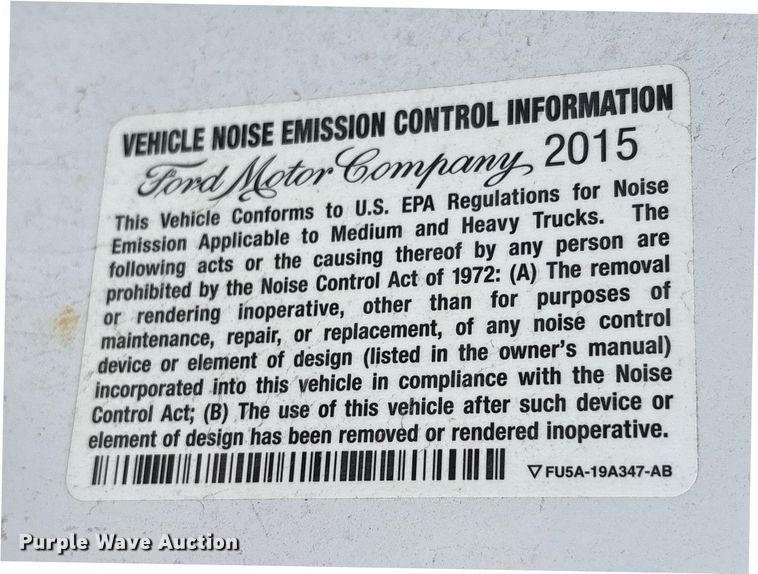 VEHICLE NOISE EMISSION CONTROL INFORMATION
Ford Motor Company, 2015
This Vehicle Conforms to U.S. EPA Regulations for Noise
Emission Applicable to Medium and Heavy Trucks. The
following acts or the causing thereof by any person are
prohibited by the Noise Control Act of 1972: (A) The removal
or rendering inoperative, other than for purposes of
maintenance, repair, or replacement, of any noise control
device or element of design (listed in the owner's manual)
incorporated into this vehicle in compliance with the Noise
Control Act; (B) The use of this vehicle after such device or
element of design has been removed or rendered inoperative.
▽ FU5A-19A347-AB
Purple Wave Auction